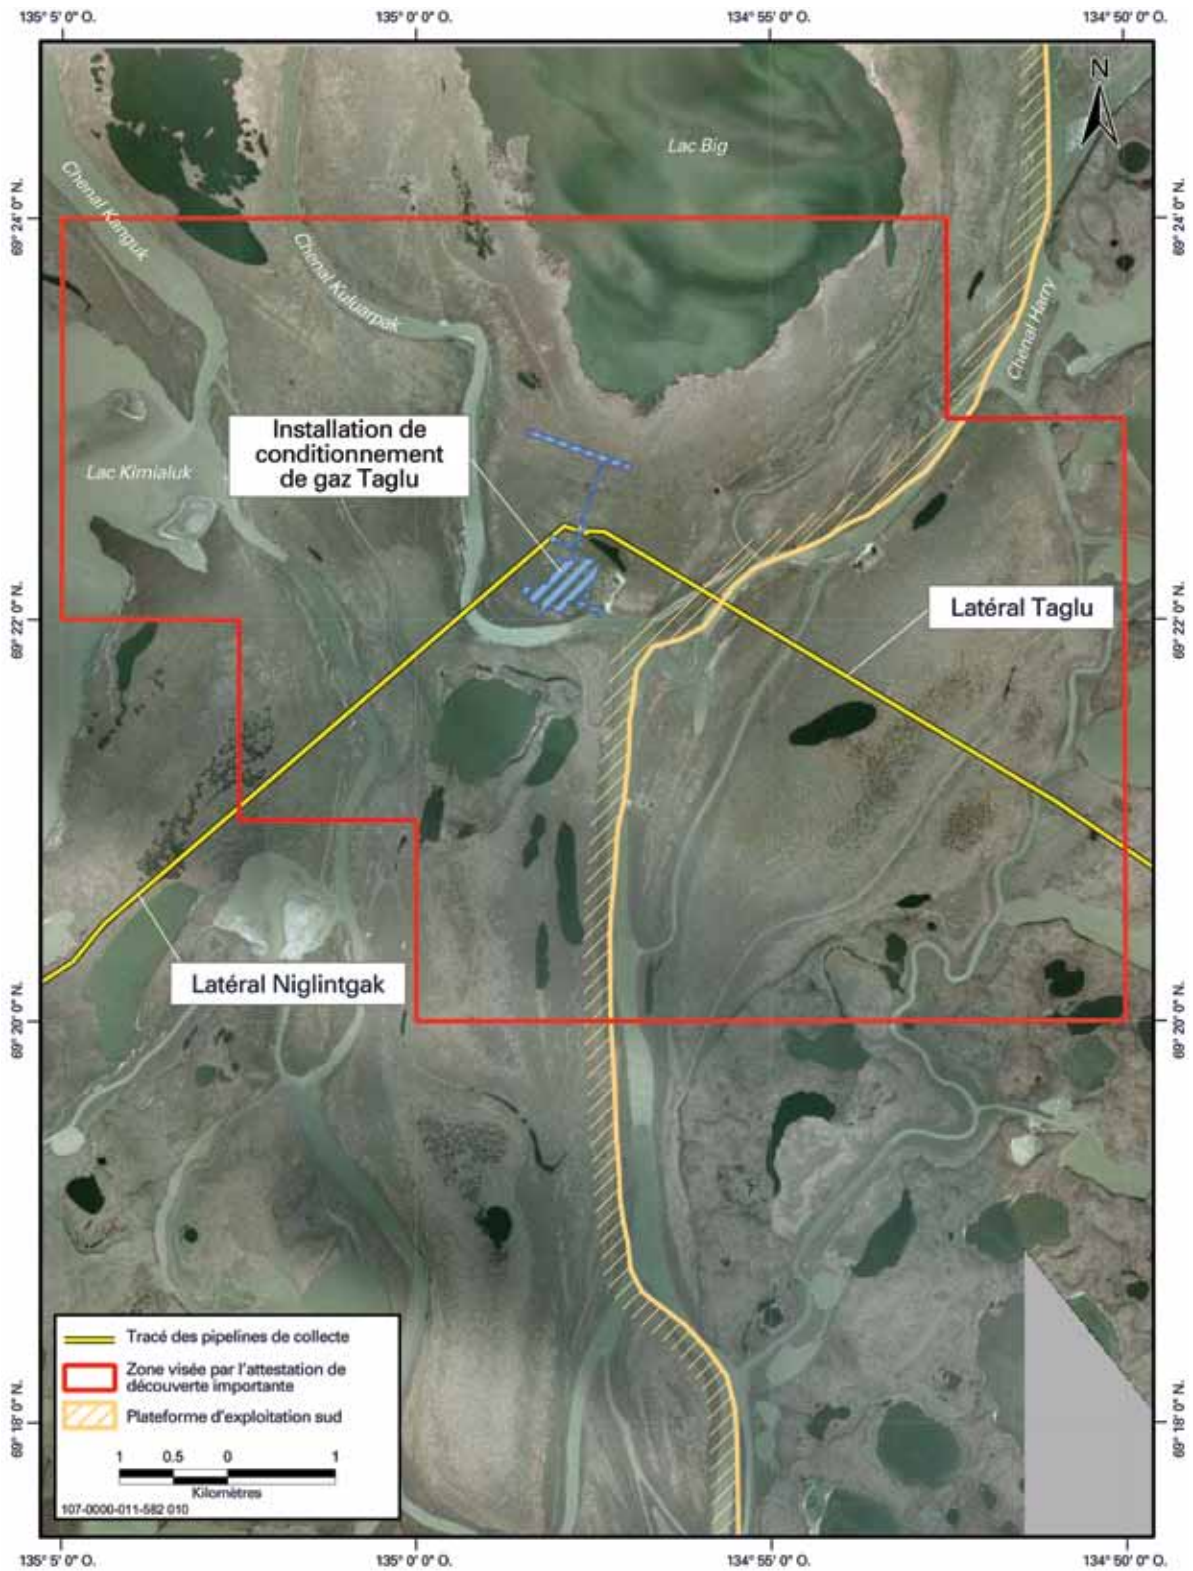 135° 5' 0" O.
135° 0' 0" O.
134° 55' 0" O.
134° 50' 0" O.
N
Lac Big
Chenal Kanguk
69° 24' 0" N.
69° 24' 0" N.
Chenal Kuluarpak
Chenal Harry
Installation de
conditionnement
de gaz Taglu
Lac Kimialuk
Latéral Taglu
69° 22' 0" N.
69° 22' 0" N.
Latéral Niglintgak
69° 20' 0" N.
69° 20' 0" N.
Tracé des pipelines de collecte
Zone visée par l'attestation de
découverte importante
Plateforme d'exploitation sud
69° 18' 0" N.
69° 18' 0" N.
1 0.5 0 1
Kilomètres
107-0000-011-582 010
135° 5' 0" O.
135° 0' 0" O.
134° 55' 0" O.
134° 50' 0" O.